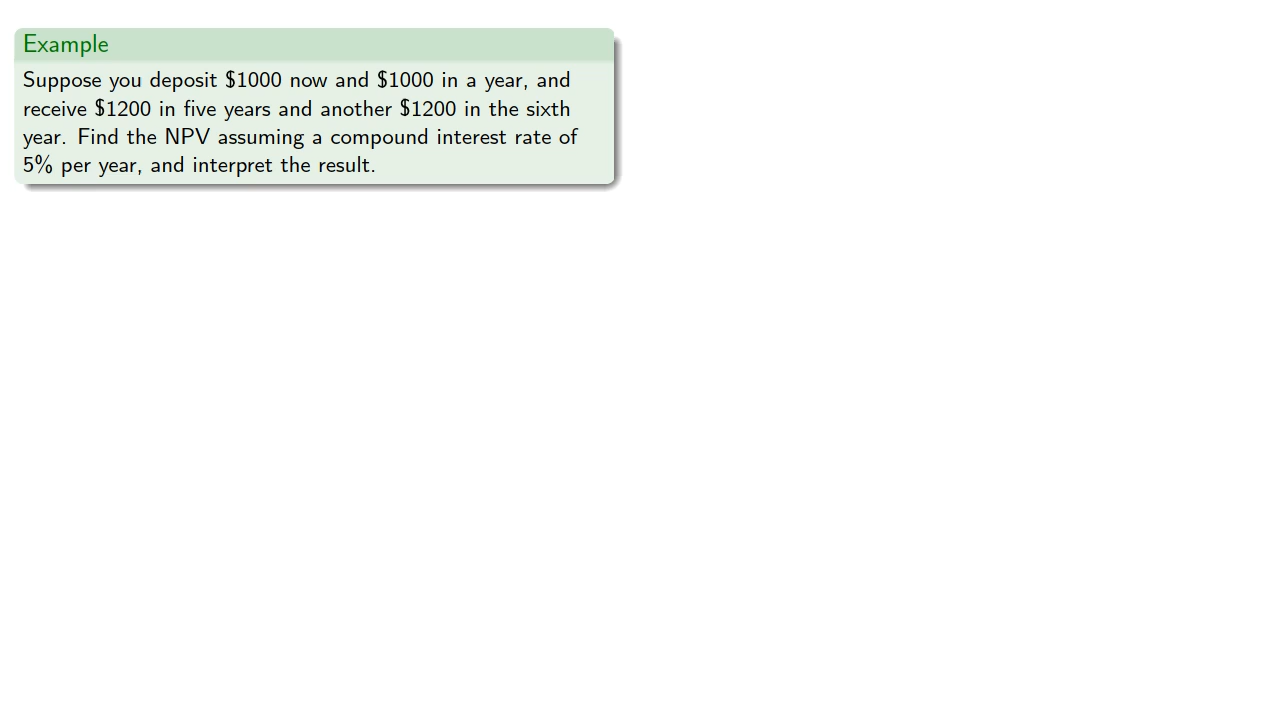 Example
Suppose you deposit $1000 now and $1000 in a year, and
receive $1200 in five years and another $1200 in the sixth
year. Find the NPV assuming a compound interest rate of
5% per year, and interpret the result.